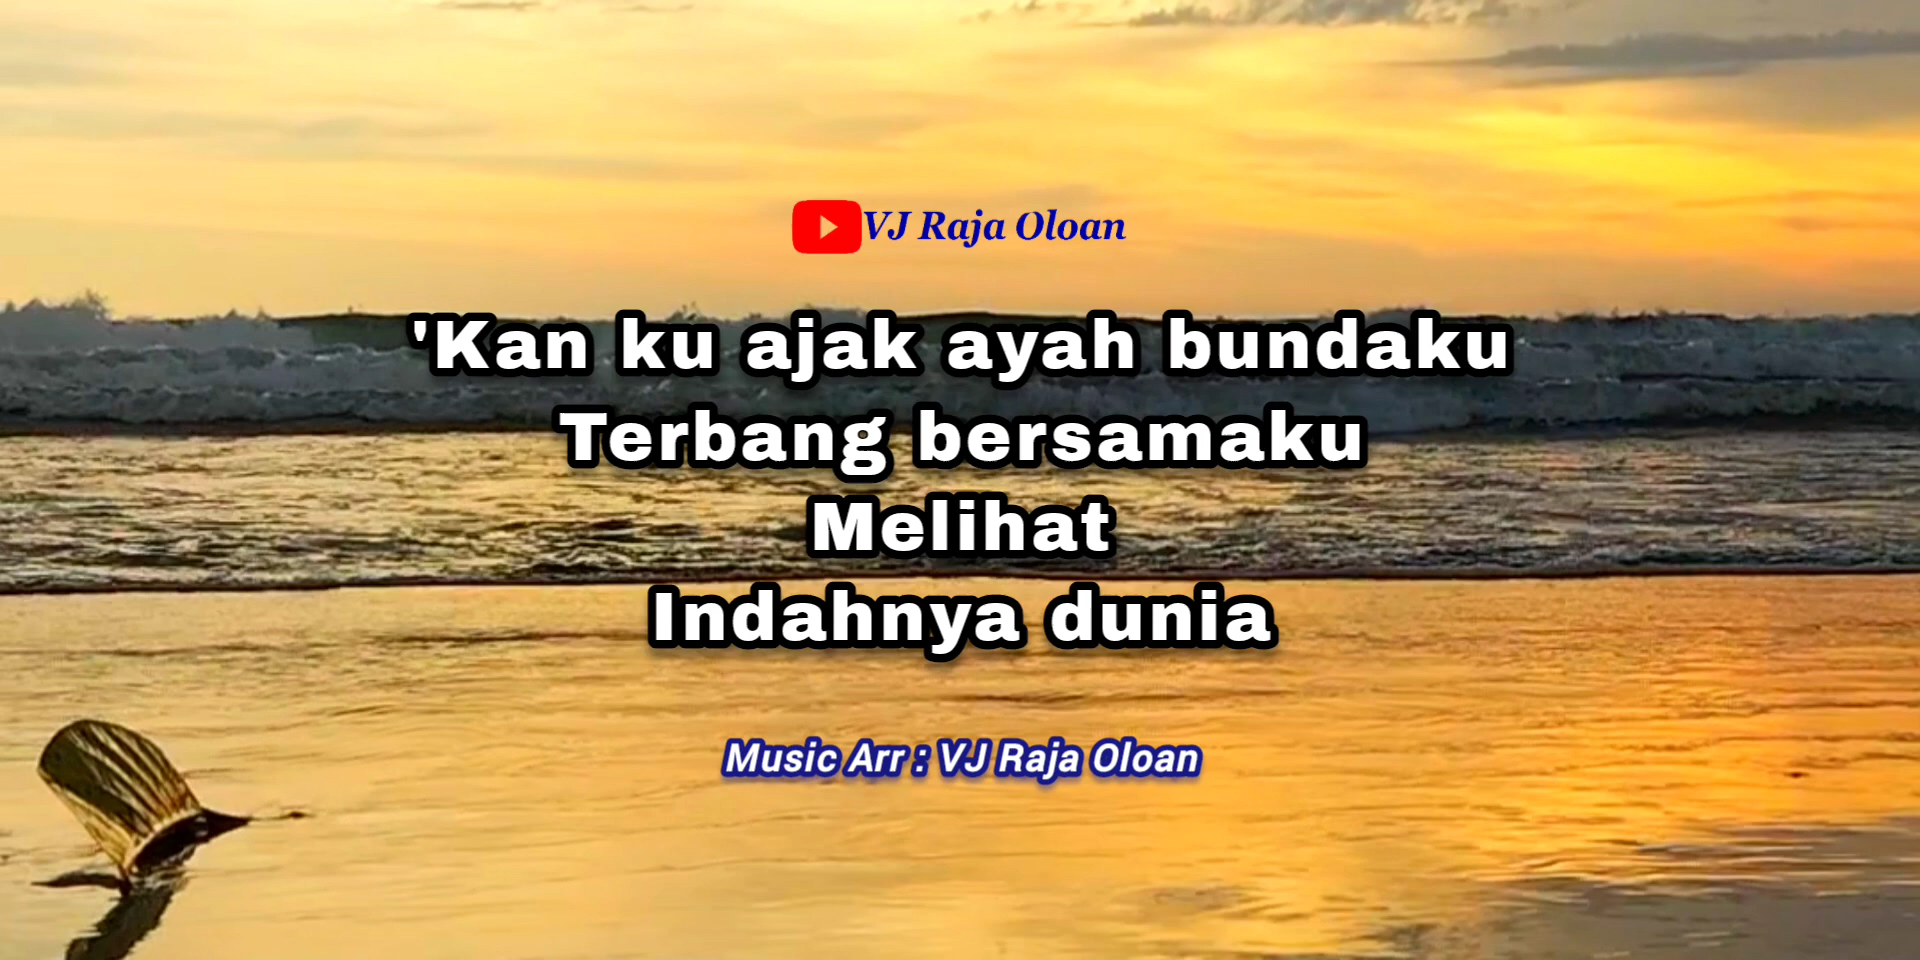 VJ Raja Oloan
'Kan ku ajak ayah bundaku
Terbang bersamaku
Melihat
Indahnya dunia
Music Arr : VJ Raja Oloan